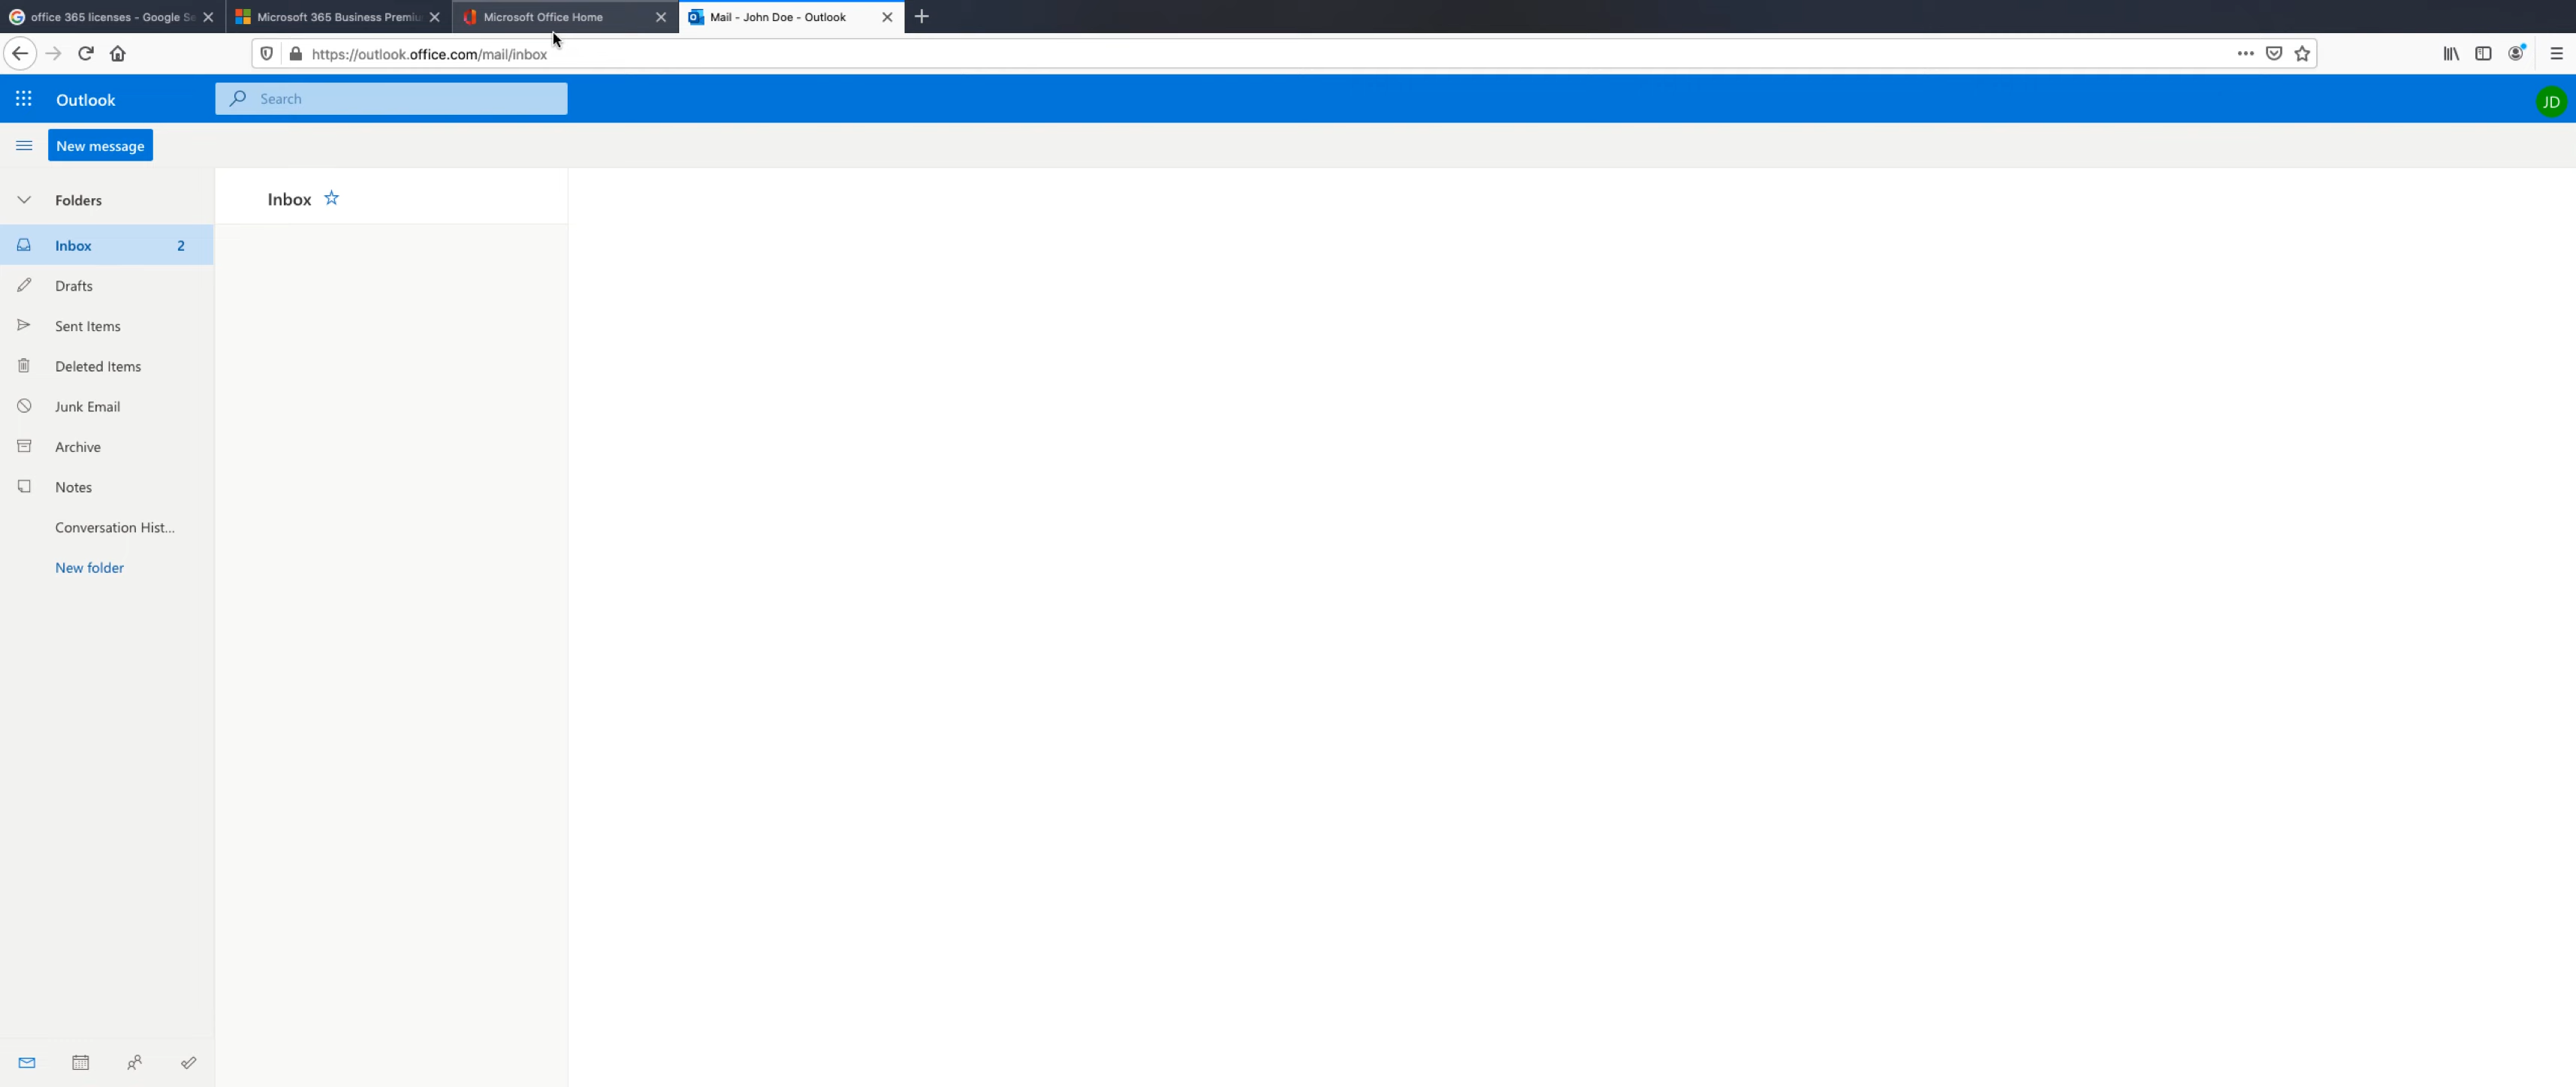 office 365 licenses - Google Se
Microsoft 365 Business Premiu
Microsoft Office Home
Mail - John Doe - Outlook
https://outlook.office.com/mail/inbox
Outlook
Search
JD
New message
Folders
Inbox
Inbox 2
Drafts
Sent Items
Deleted Items
Junk Email
Archive
Notes
Conversation Hist...
New folder